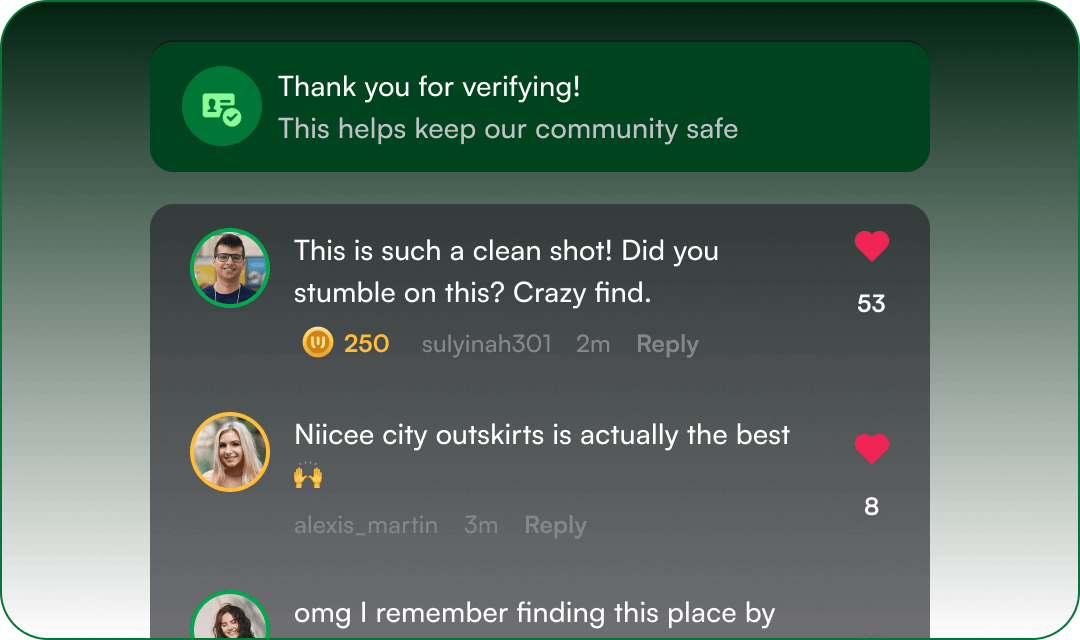 Thank you for verifying!
This helps keep our community safe
This is such a clean shot! Did you
stumble on this? Crazy find.
53
250 sulyinah301 2m Reply
Niicee city outskirts is actually the best
🙌
8
alexis_martin 3m Reply
omg I remember finding this place by